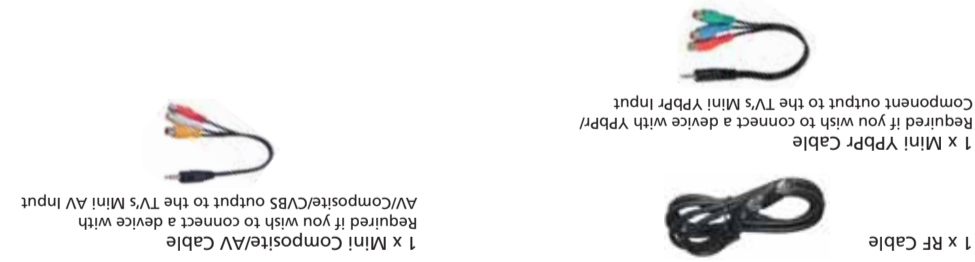 1 x RF Cable
1 x Mini YPbPr Cable
Required if you wish to connect a device with YPbPr/
Component output to the TV's Mini YPbPr Input
1 x Mini Composite/AV Cable
Required if you wish to connect a device with
AV/Composite/CVBS output to the TV's Mini AV Input